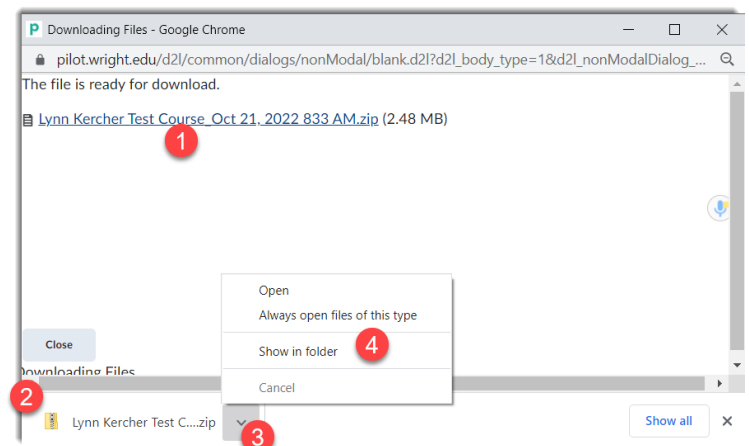 Downloading Files - Google Chrome
pilot.wright.edu/d2l/common/dialogs/nonModal/blank.d2l?d2l_body_type=1&d2l_nonModalDialog_...
The file is ready for download.
Lynn Kercher Test Course_Oct 21, 2022 833 AM.zip (2.48 MB)
1
Open
Always open files of this type
Close
Show in folder
4
Downloading Files
Cancel
2
Lynn Kercher Test C....zip
3
Show all